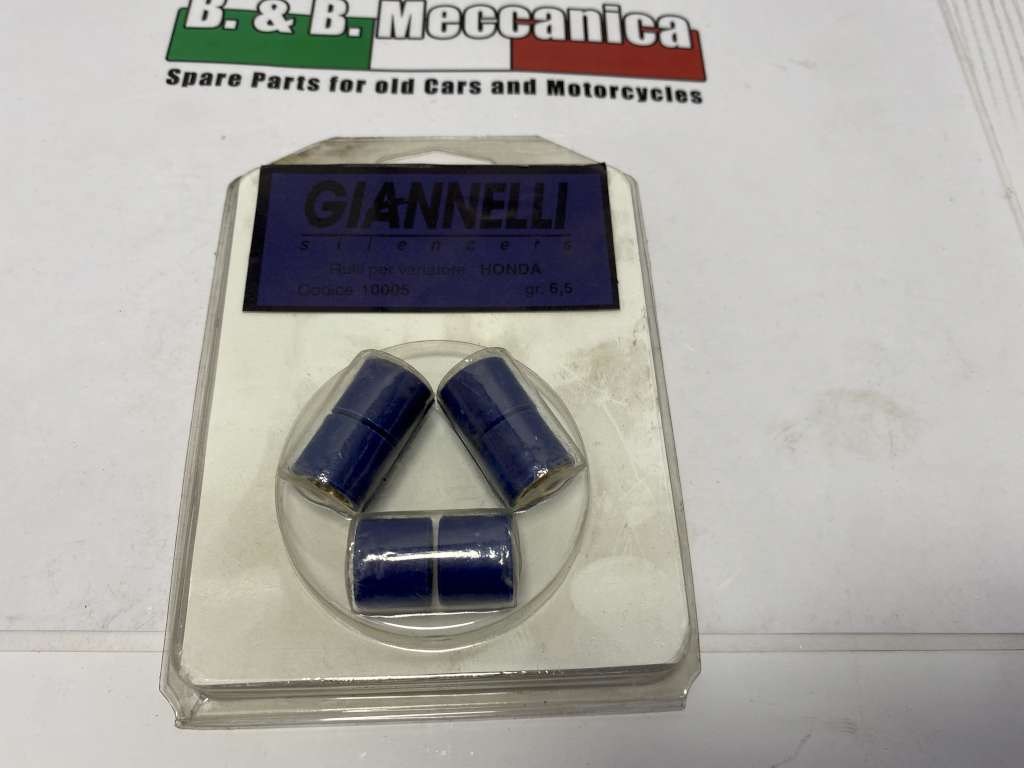 B. & B. Meccanica
Spare Parts for old Cars and Motorcycles
GIANNELLI
silencers
Rulli per variatore HONDA
Codice 10005 gr. 6,5